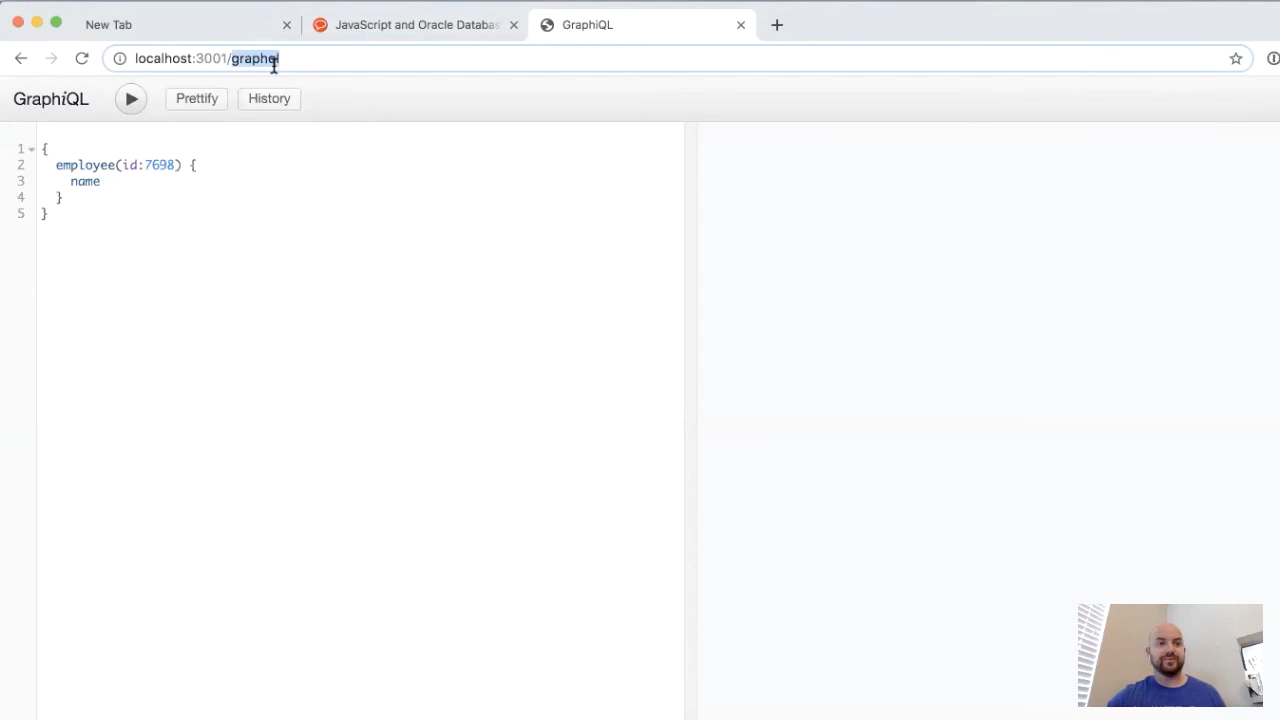 New Tab
JavaScript and Oracle Databas
GraphiQL
localhost:3001/graphql
GraphiQL
Prettify
History
1 {
2 employee(id:7698) {
3 name
4 }
5 }